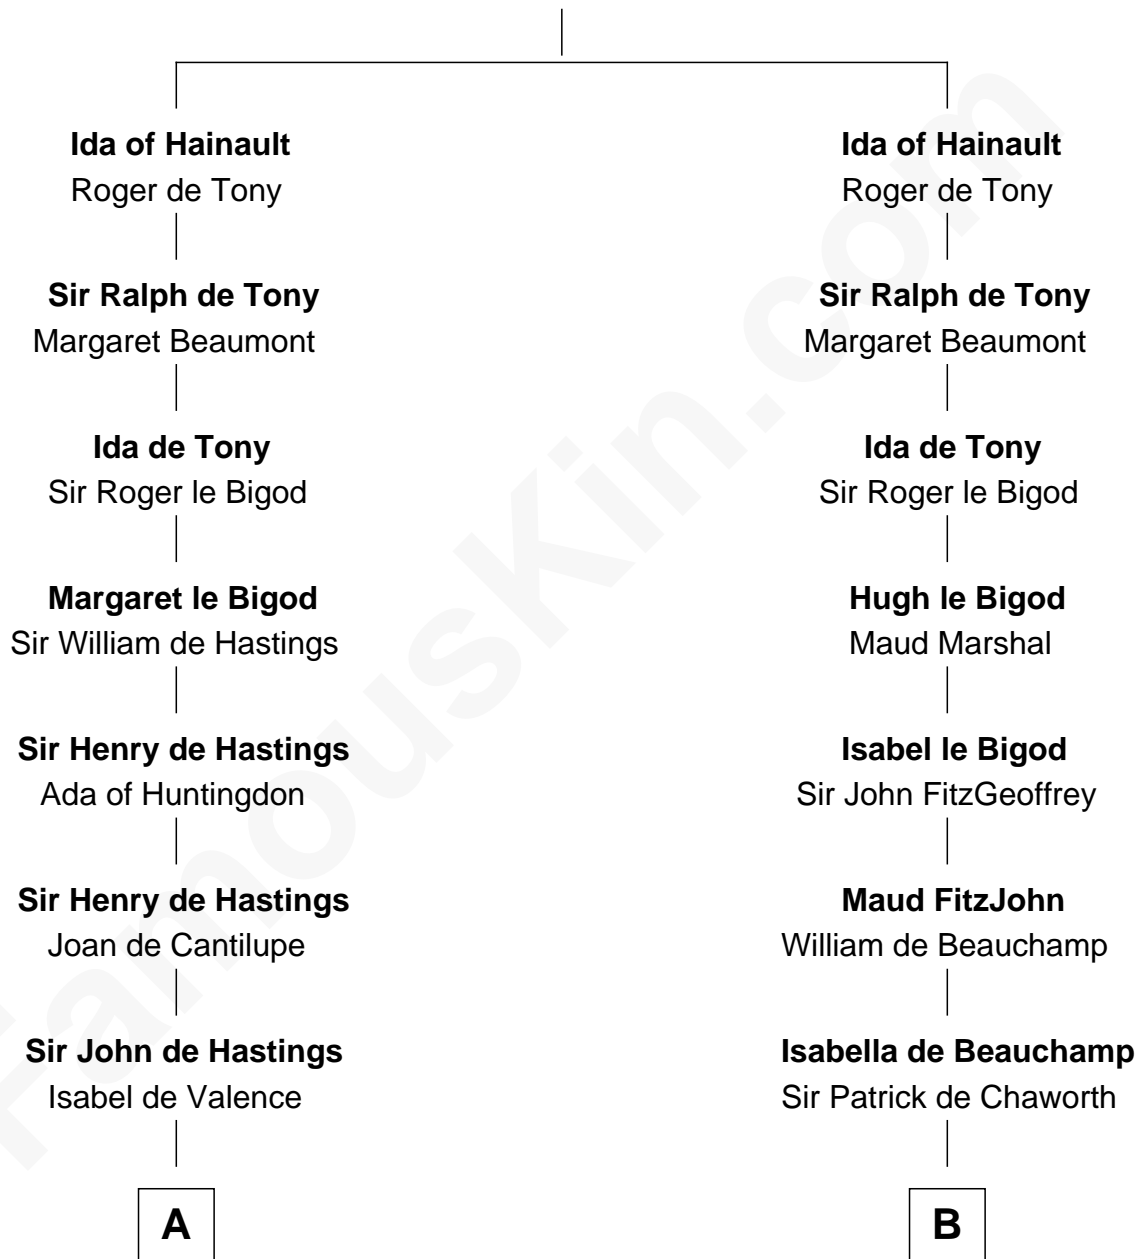 Ida of Hainault
Roger de Tony
Sir Ralph de Tony
Margaret Beaumont
Ida de Tony
Sir Roger le Bigod
Margaret le Bigod
Sir William de Hastings
Sir Henry de Hastings
Ada of Huntingdon
Sir Henry de Hastings
Joan de Cantilupe
Sir John de Hastings
Isabel de Valence
A
Ida of Hainault
Roger de Tony
Sir Ralph de Tony
Margaret Beaumont
Ida de Tony
Sir Roger le Bigod
Hugh le Bigod
Maud Marshal
Isabel le Bigod
Sir John FitzGeoffrey
Maud FitzJohn
William de Beauchamp
Isabella de Beauchamp
Sir Patrick de Chaworth
B
FamousKin.com